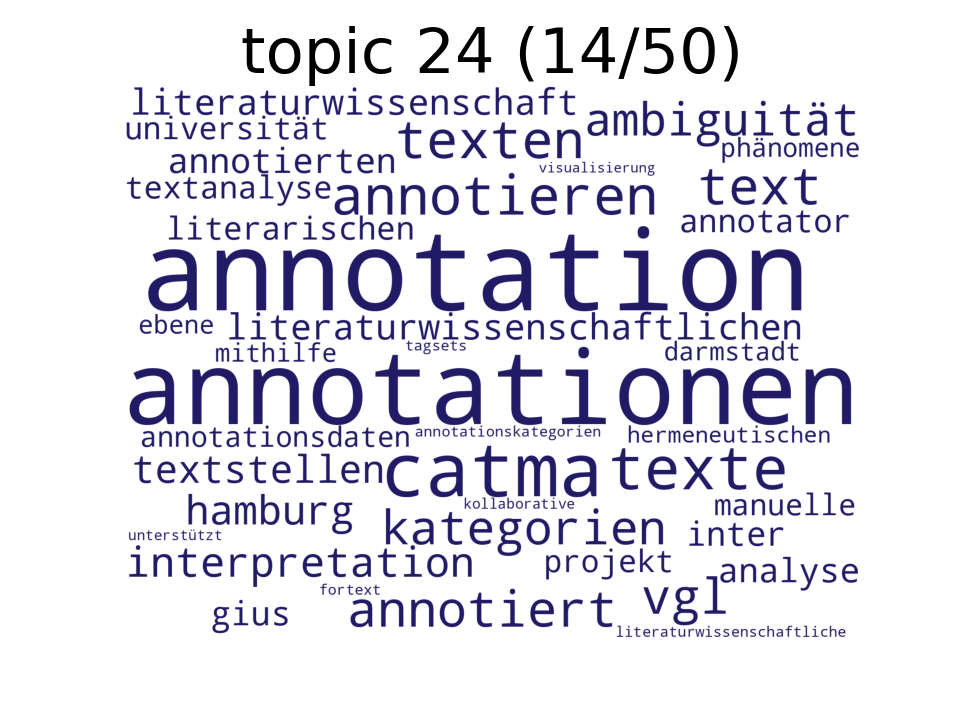 topic 24 (14/50)
literaturwissenschaft
ambiguität
universität
texten
phänomene
annotierten
visualisierung
textanalyse
annotieren
text
literarischen
annotator
annotation
ebene
literaturwissenschaftlichen
mithilfe
tagsets
darmstadt
annotationen
annotationsdaten
annotationskategorien
hermeneutischen
textstellen
catma
texte
hamburg
kollaborative
manuelle
unterstützt
kategorien
inter
interpretation
projekt
analyse
fortext
gius
annotiert
vgl
literaturwissenschaftliche